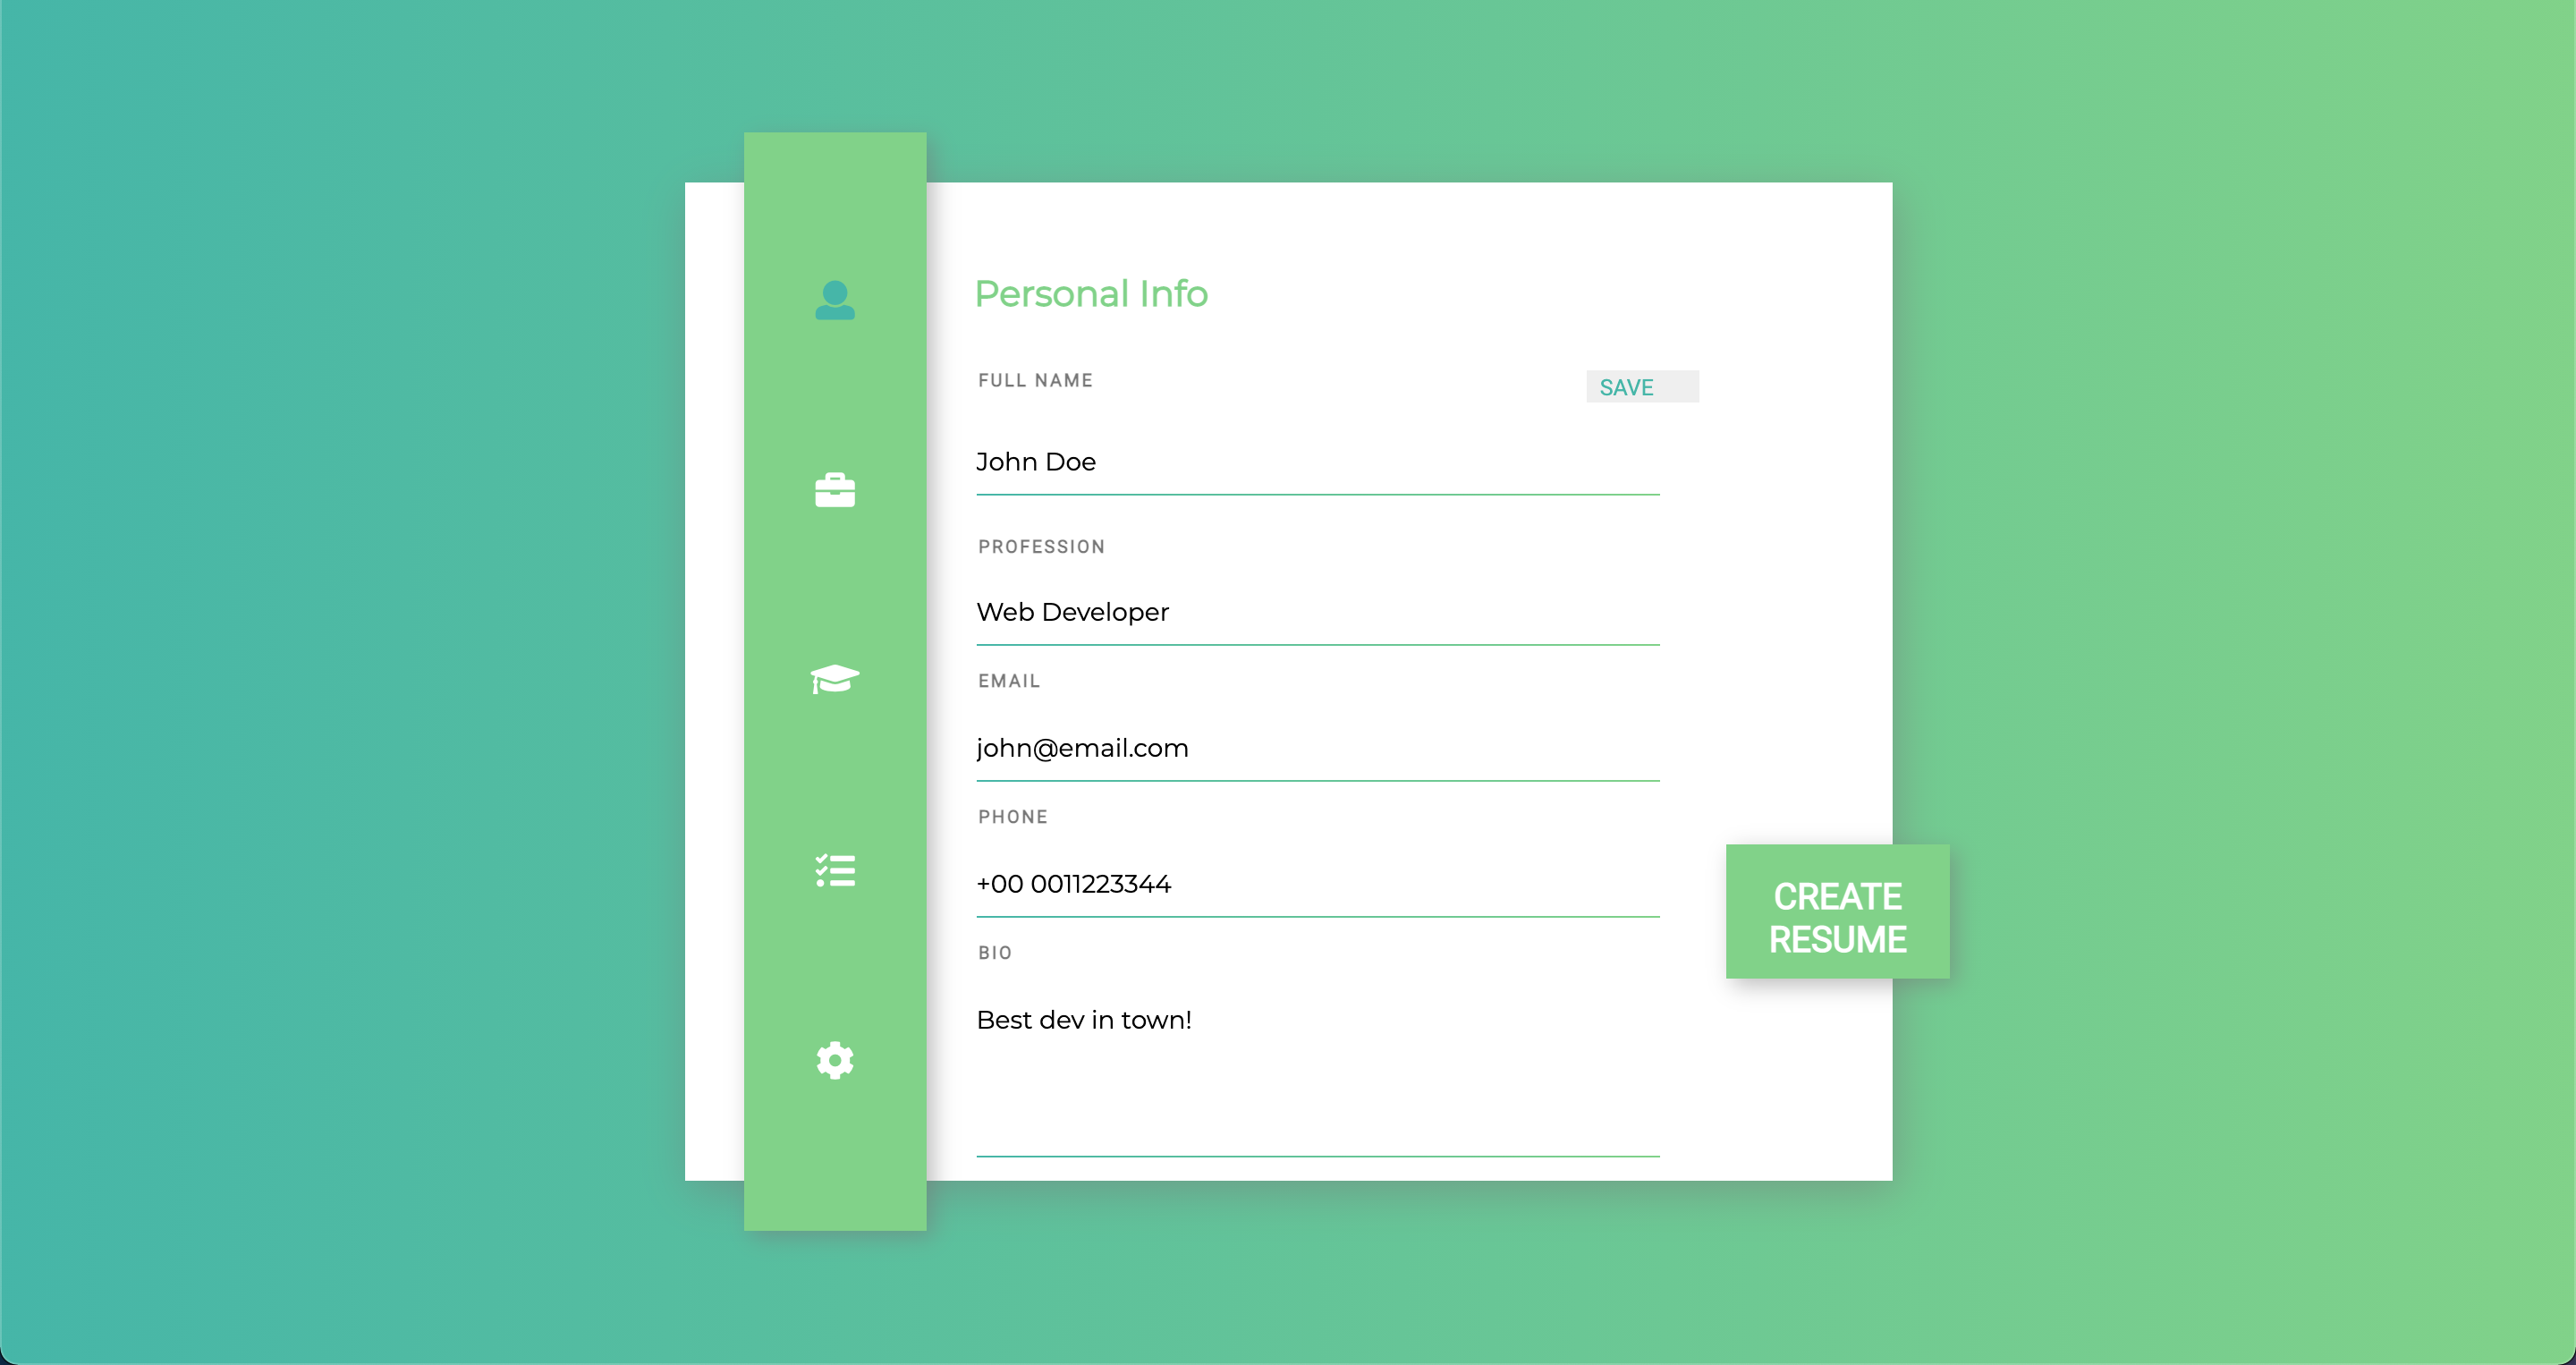 Personal Info
FULL NAME
SAVE
John Doe
PROFESSION
Web Developer
EMAIL
john@email.com
PHONE
+00 0011223344
BIO
Best dev in town!
CREATE
RESUME